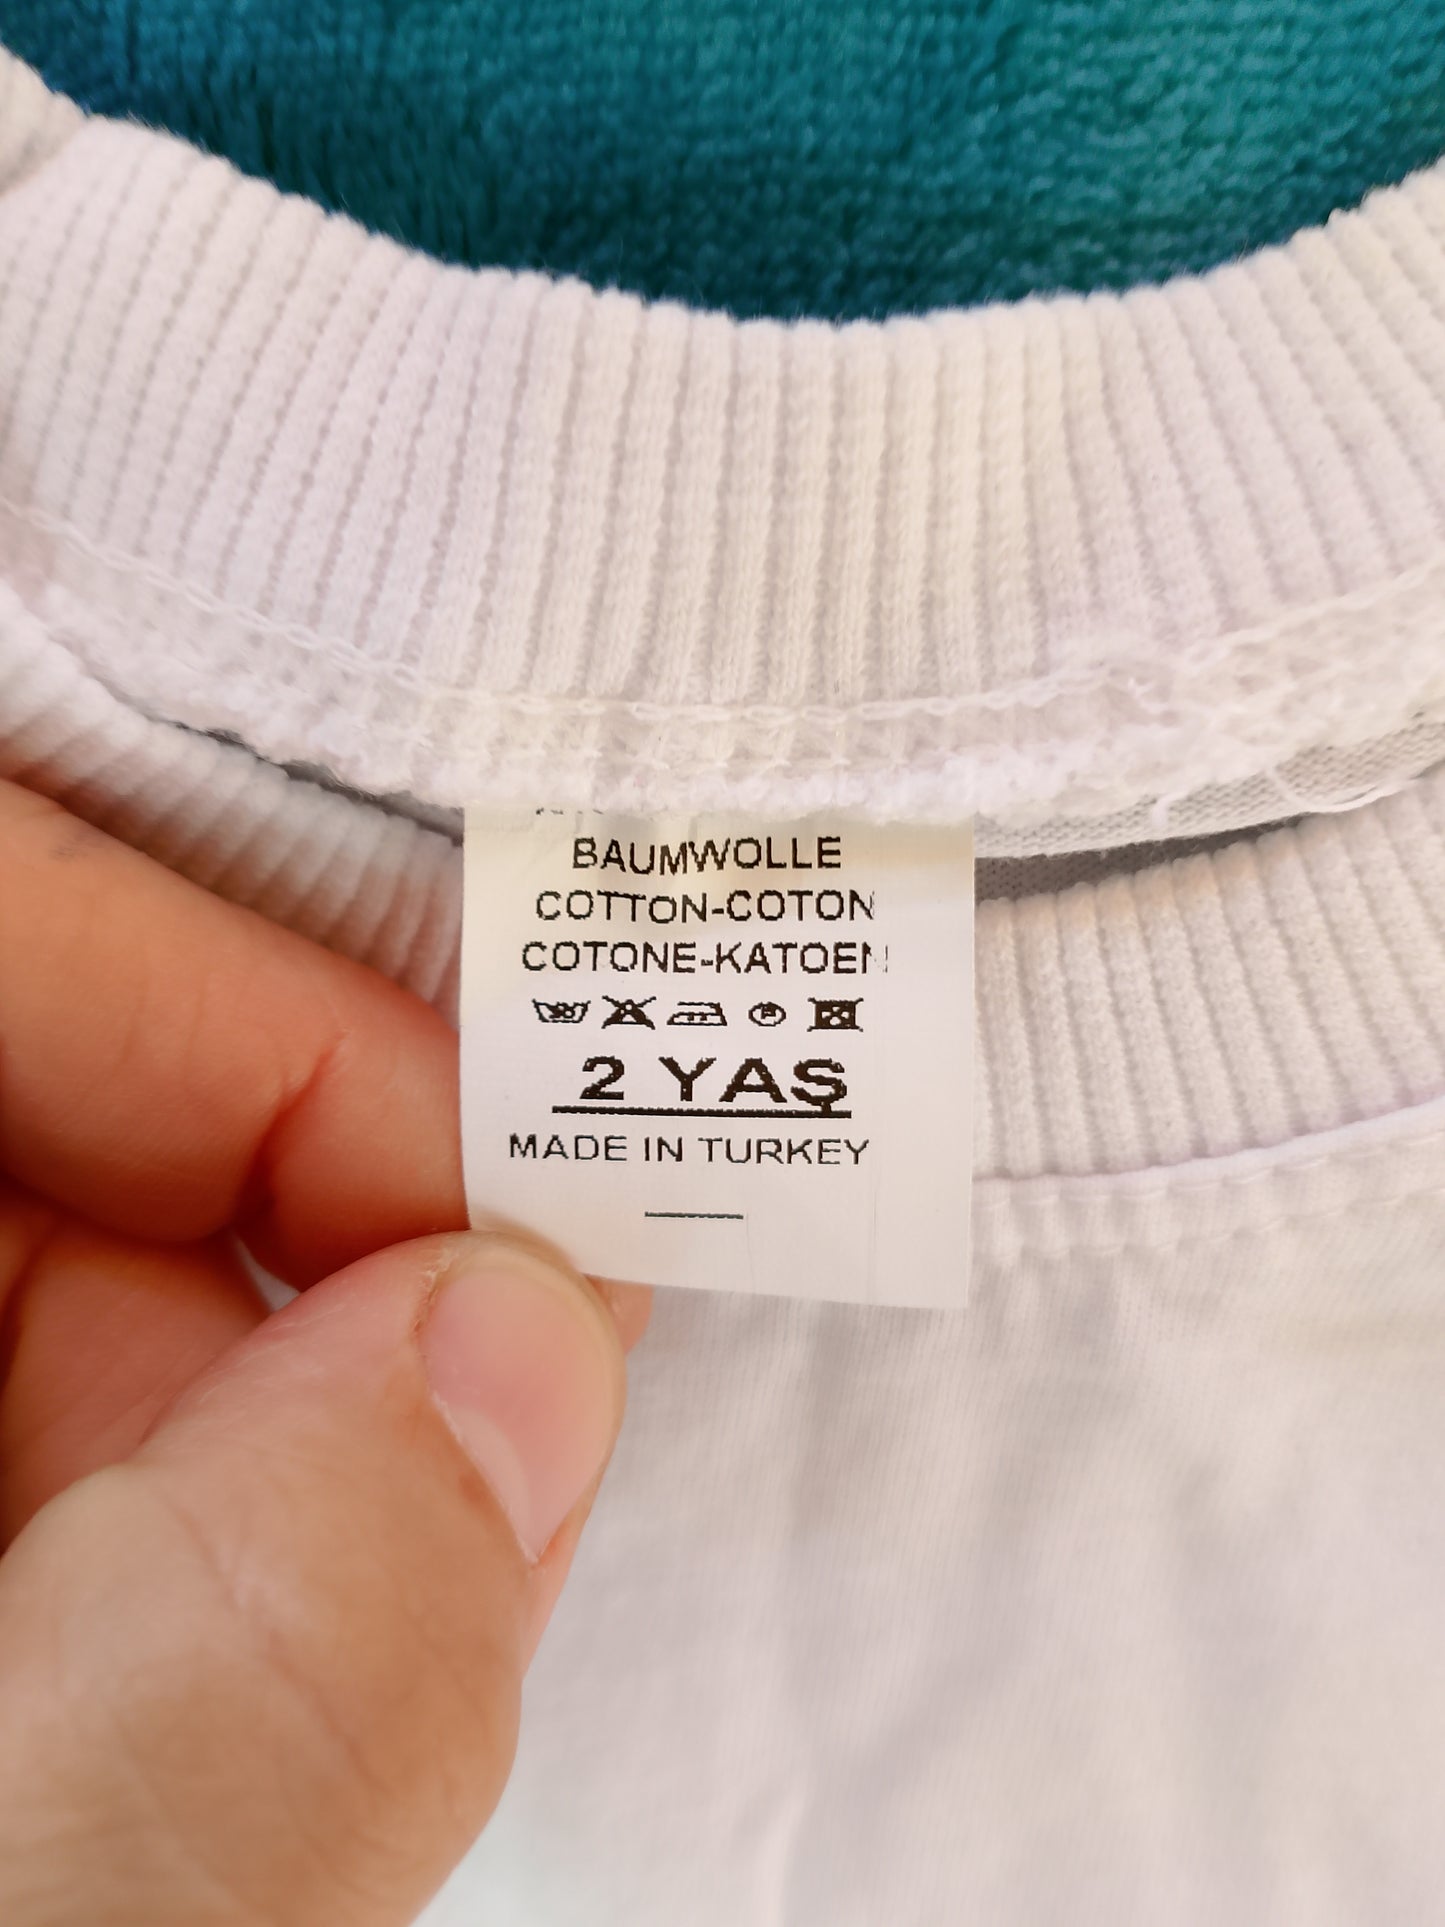 BAUMWOLLE
COTTON-COTON
COTONE-KATOEN
2 YAŞ
MADE IN TURKEY